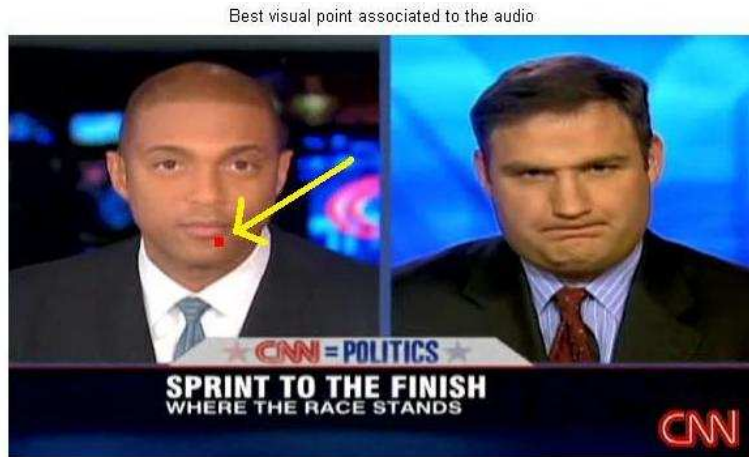 Best visual point associated to the audio
CNN = POLITICS
SPRINT TO THE FINISH
WHERE THE RACE STANDS
CNN